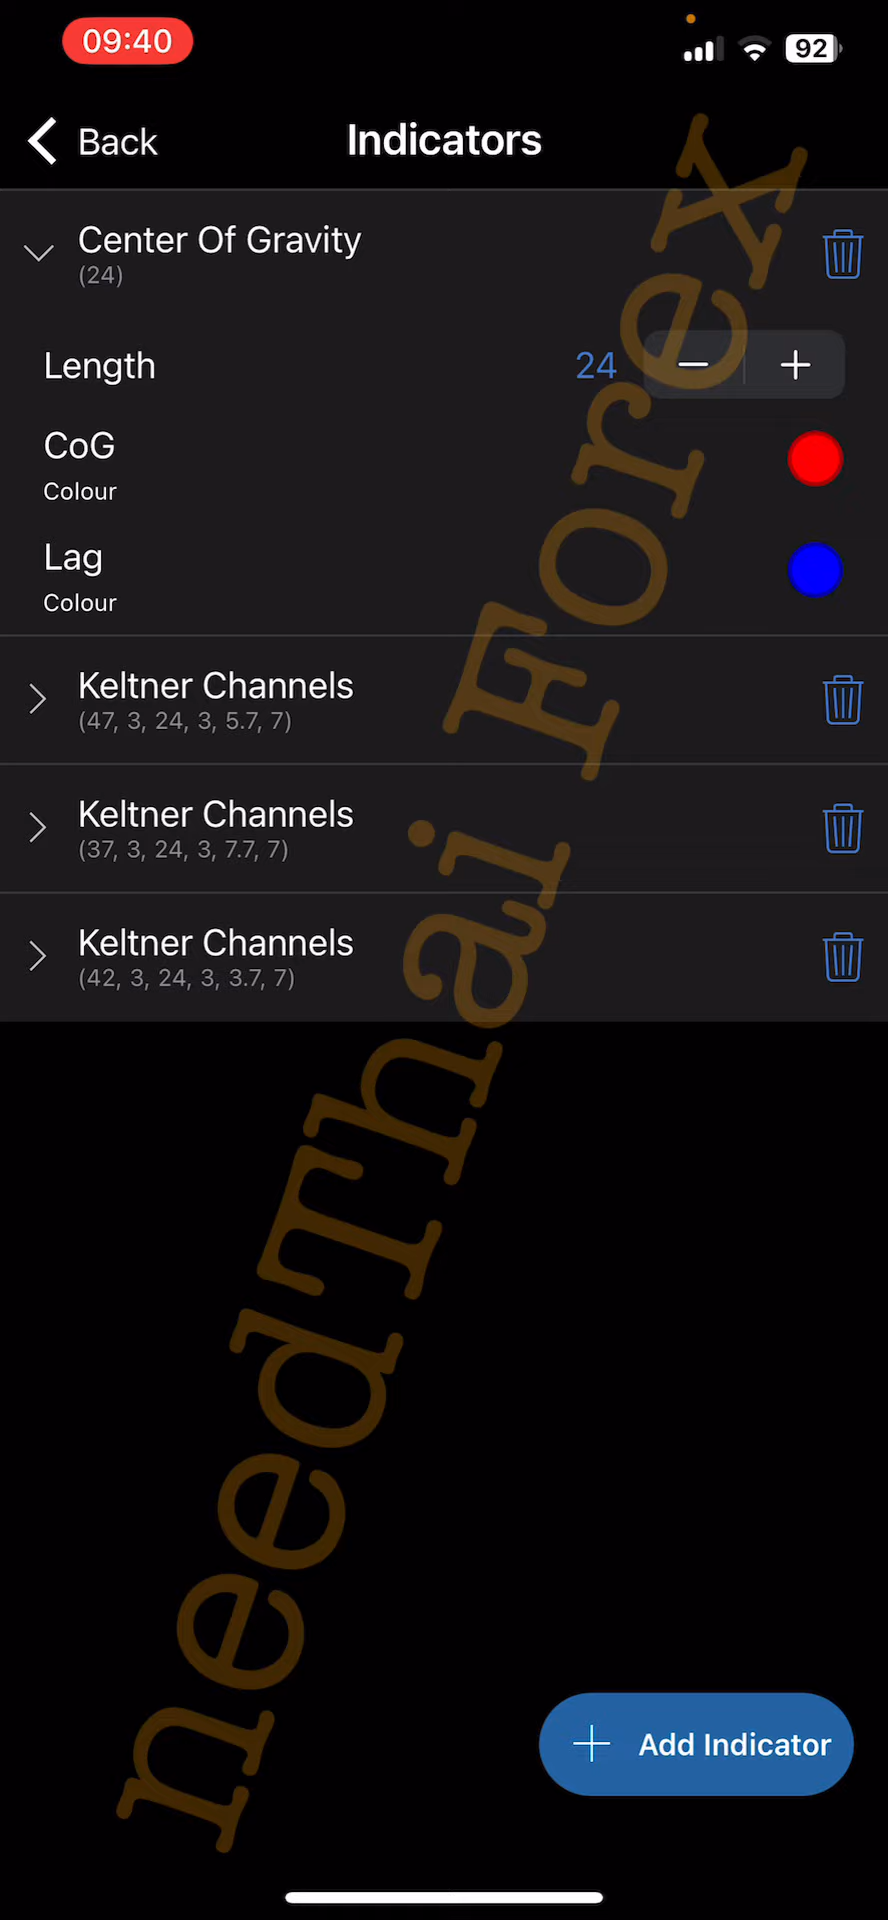 09:40
92
Back
Indicators
Center Of Gravity
(24)
Length
24
CoG
Colour
Lag
Colour
Keltner Channels
(47, 3, 24, 3, 5.7, 7)
Keltner Channels
(37, 3, 24, 3, 7.7, 7)
Keltner Channels
(42, 3, 24, 3, 3.7, 7)
Add Indicator
needThai Forex